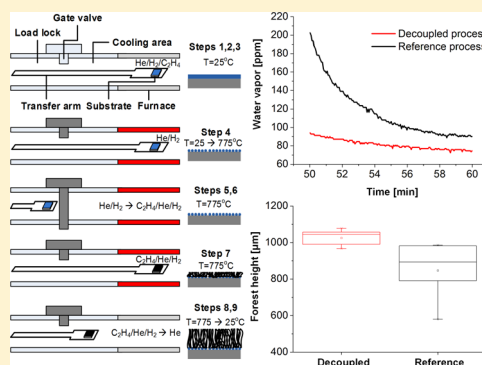 Gate valve
Load lock
Cooling area
He/H2/C2H4
Transfer arm
Substrate
Furnace
Steps 1,2,3
T=25°C
He/H2
Step 4
T=25 → 775°C
He/H2 → C2H4/He/H2
Steps 5,6
T=775°C
C2H4/He/H2
Step 7
T=775°C
C2H4/He/H2 → He
Steps 8,9
T=775 → 25°C
Water vapor [ppm]
200
180
160
140
120
100
80
60
Decoupled process
Reference process
50
52
54
56
58
60
Time [min]
Forest height [µm]
1200
1000
800
600
400
Decoupled
Reference